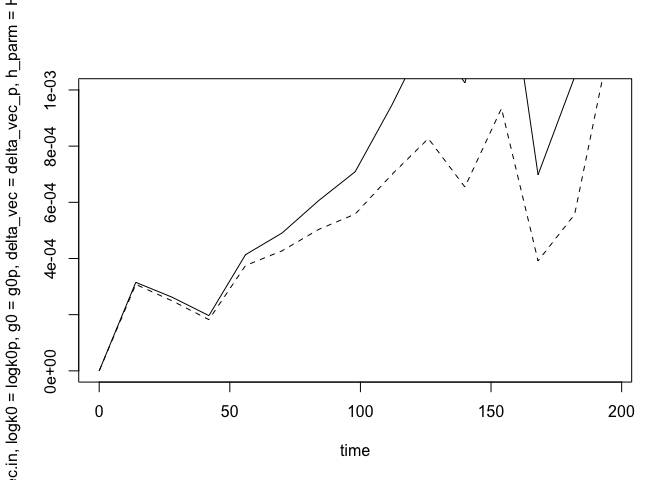 ec.in, logk0 = logk0p, g0 = g0p, delta_vec = delta_vec_p, h_parm = H
1e-03
8e-04
6e-04
4e-04
0e+00
0
50
100
150
200
time